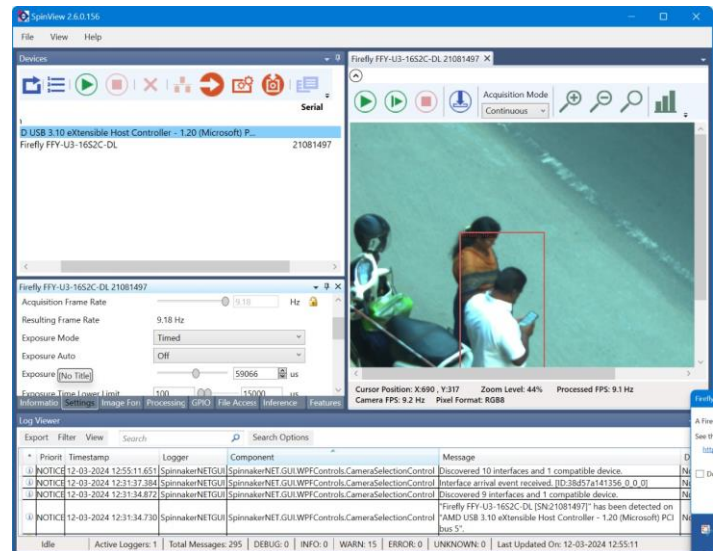 SpinView 2.6.0.156
File View Help
Devices
Serial
D USB 3.10 eXtensible Host Controller - 1.20 (Microsoft) P...
Firefly FFY-U3-16S2C-DL 21081497
Firefly FFY-U3-16S2C-DL 21081497
Acquisition Frame Rate 9.18 Hz
Resulting Frame Rate 9.18 Hz
Exposure Mode Timed
Exposure Auto Off
Exposure [No Title] 59066 us
Exposure Time Lower Limit 100 15000 us
Informatio Settings Image Fori Processing GPIO File Access Inference Features
Firefly FFY-U3-16S2C-DL 21081497
Acquisition Mode
Continuous
Cursor Position: X:690 , Y:317 Zoom Level: 44% Processed FPS: 9.1 Hz
Camera FPS: 9.2 Hz Pixel Format: RGB8
Log Viewer
Export Filter View Search Search Options
* Priorit Timestamp Logger Component Message D
NOTICE 12-03-2024 12:55:11.651 SpinnakerNETGUI SpinnakerNET.GUI.WPFControls.CameraSelectionControl Discovered 10 interfaces and 1 compatible device.
NOTICE 12-03-2024 12:31:37.384 SpinnakerNETGUI SpinnakerNET.GUI.WPFControls.CameraSelectionControl Interface arrival event received. [ID:38d57a141356_0_0_0]
NOTICE 12-03-2024 12:31:34.872 SpinnakerNETGUI SpinnakerNET.GUI.WPFControls.CameraSelectionControl Discovered 9 interfaces and 1 compatible device.
NOTICE 12-03-2024 12:31:34.730 SpinnakerNETGUI SpinnakerNET.GUI.WPFControls.CameraSelectionControl "Firefly FFY-U3-16S2C-DL [SN:21081497]" has been detected on
"AMD USB 3.10 eXtensible Host Controller - 1.20 (Microsoft) PCI
bus 5".
Idle Active Loggers: 1 Total Messages: 295 DEBUG: 0 INFO: 0 WARN: 15 ERROR: 0 UNKNOWN: 0 Last Updated On: 12-03-2024 12:55:11
Firefly
A Fire
See th